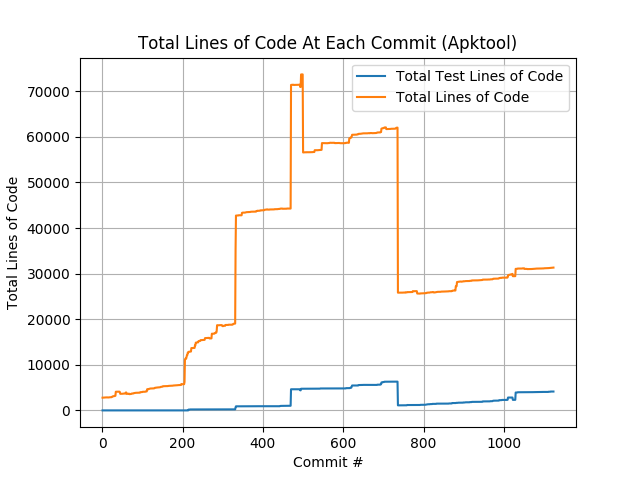 Total Lines of Code At Each Commit (Apktool)
Total Test Lines of Code
Total Lines of Code
70000
60000
50000
40000
30000
20000
10000
0
Total Lines of Code
0 200 400 600 800 1000
Commit #